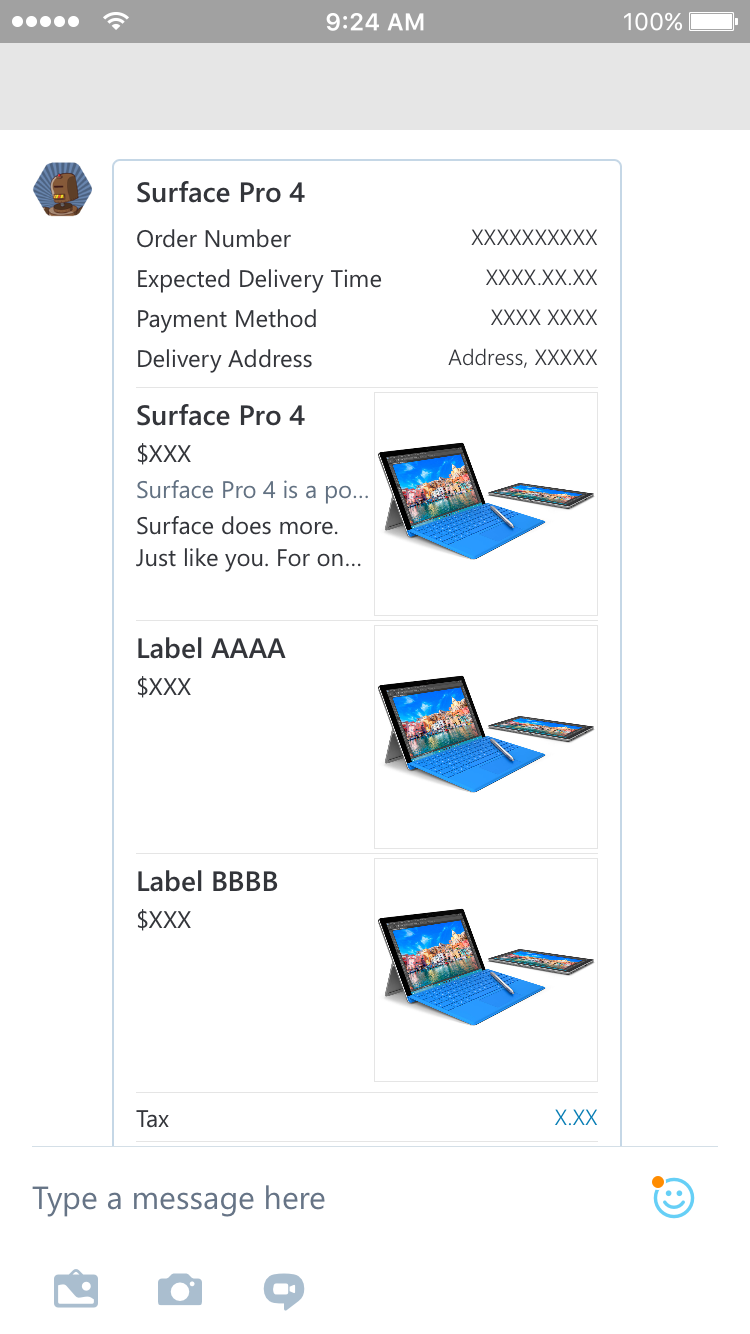 9:24 AM 100%
Surface Pro 4
Order Number XXXXXXXXXX
Expected Delivery Time XXXX.XX.XX
Payment Method XXXX XXXX
Delivery Address Address, XXXXX
Surface Pro 4
$XXX
Surface Pro 4 is a po...
Surface does more.
Just like you. For on...
Label AAAA
$XXX
Label BBBB
$XXX
Tax X.XX
Type a message here